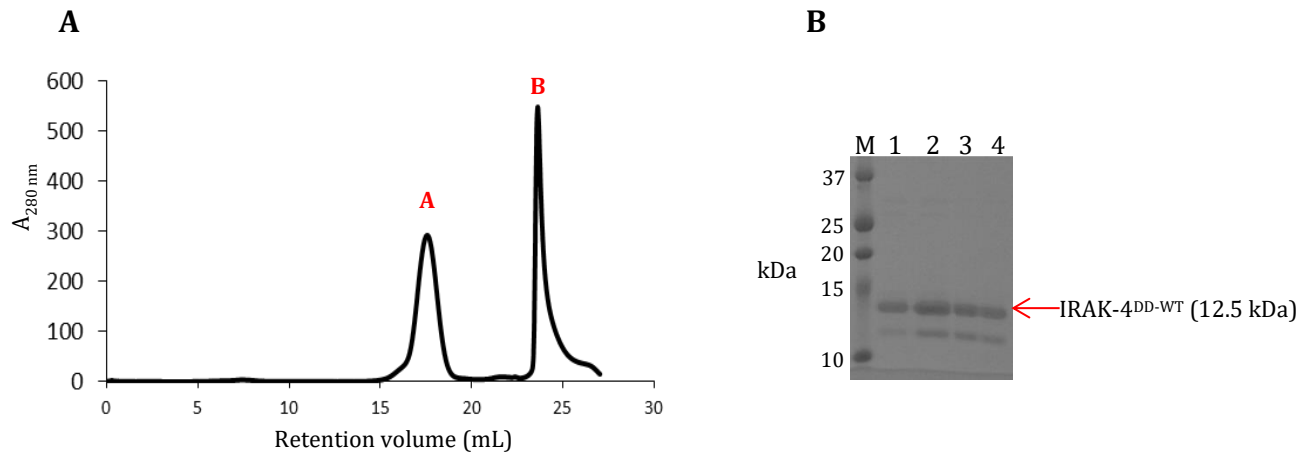 A
B
600
500
400
300
200
100
0
A280 nm
A
B
0 5 10 15 20 25 30
Retention volume (mL)
M 1 2 3 4
37
25
20
15
10
kDa
IRAK-4DD-WT (12.5 kDa)